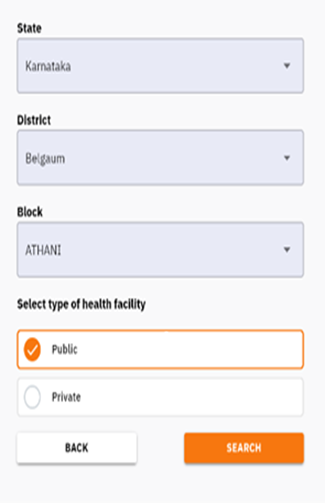 State
Karnataka
District
Belgaum
Block
ATHANI
Select type of health facility
Public
Private
BACK SEARCH